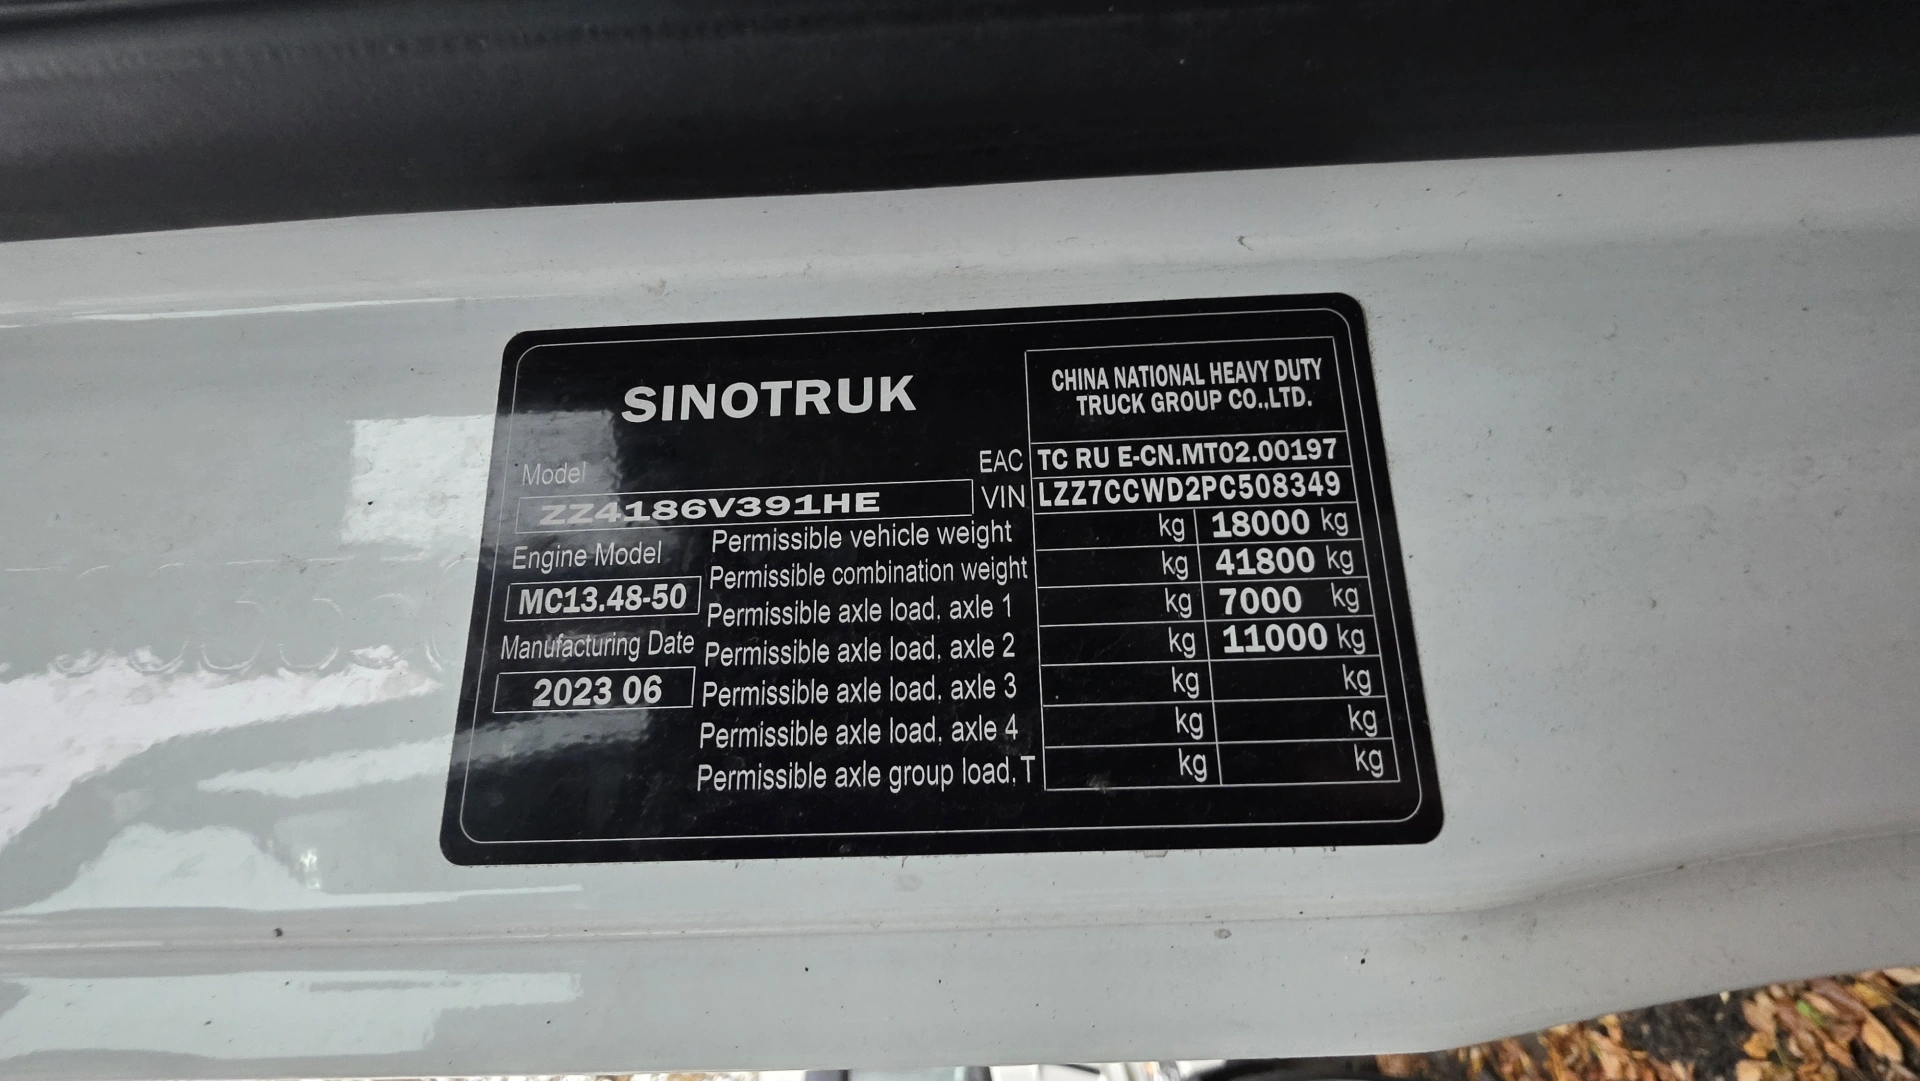 SINOTRUK
CHINA NATIONAL HEAVY DUTY
TRUCK GROUP CO.,LTD.
EAC TC RU E-CN.MT02.00197
Model
ZZ4186V391HE
VIN LZZ7CCWD2PC508349
Engine Model
MC13.48-50
Manufacturing Date
2023 06
Permissible vehicle weight kg 18000 kg
Permissible combination weight kg 41800 kg
Permissible axle load, axle 1 kg 7000 kg
Permissible axle load, axle 2 kg 11000 kg
Permissible axle load, axle 3 kg kg
Permissible axle load, axle 4 kg kg
Permissible axle group load, T kg kg